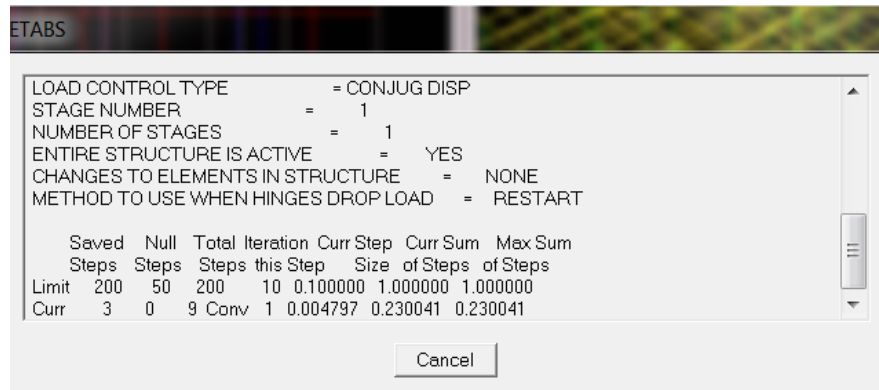 ETABS
LOAD CONTROL TYPE = CONJUG DISP
STAGE NUMBER = 1
NUMBER OF STAGES = 1
ENTIRE STRUCTURE IS ACTIVE = YES
CHANGES TO ELEMENTS IN STRUCTURE = NONE
METHOD TO USE WHEN HINGES DROP LOAD = RESTART
Saved Null Total Iteration Curr Step Curr Sum Max Sum
Steps Steps Steps this Step Size of Steps of Steps
Limit 200 50 200 10 0.100000 1.000000 1.000000
Curr 3 0 9 Conv 1 0.004797 0.230041 0.230041
Cancel